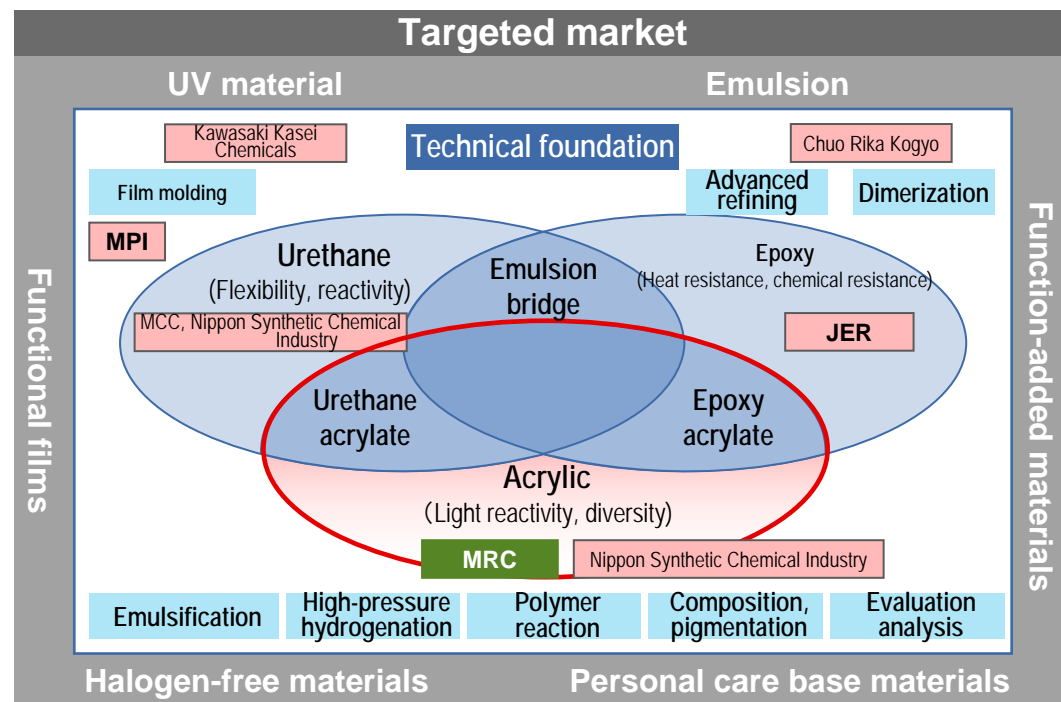 Targeted market
UV material
Emulsion
Kawasaki Kasei
Chemicals
Technical foundation
Chuo Rika Kogyo
Film molding
Advanced
refining
Dimerization
MPI
Urethane
(Flexibility, reactivity)
Emulsion
bridge
Epoxy
(Heat resistance, chemical resistance)
MCC, Nippon Synthetic Chemical
Industry
JER
Functional films
Function-added materials
Urethane
acrylate
Epoxy
acrylate
Acrylic
(Light reactivity, diversity)
MRC
Nippon Synthetic Chemical Industry
Emulsification
High-pressure
hydrogenation
Polymer
reaction
Composition,
pigmentation
Evaluation
analysis
Halogen-free materials
Personal care base materials